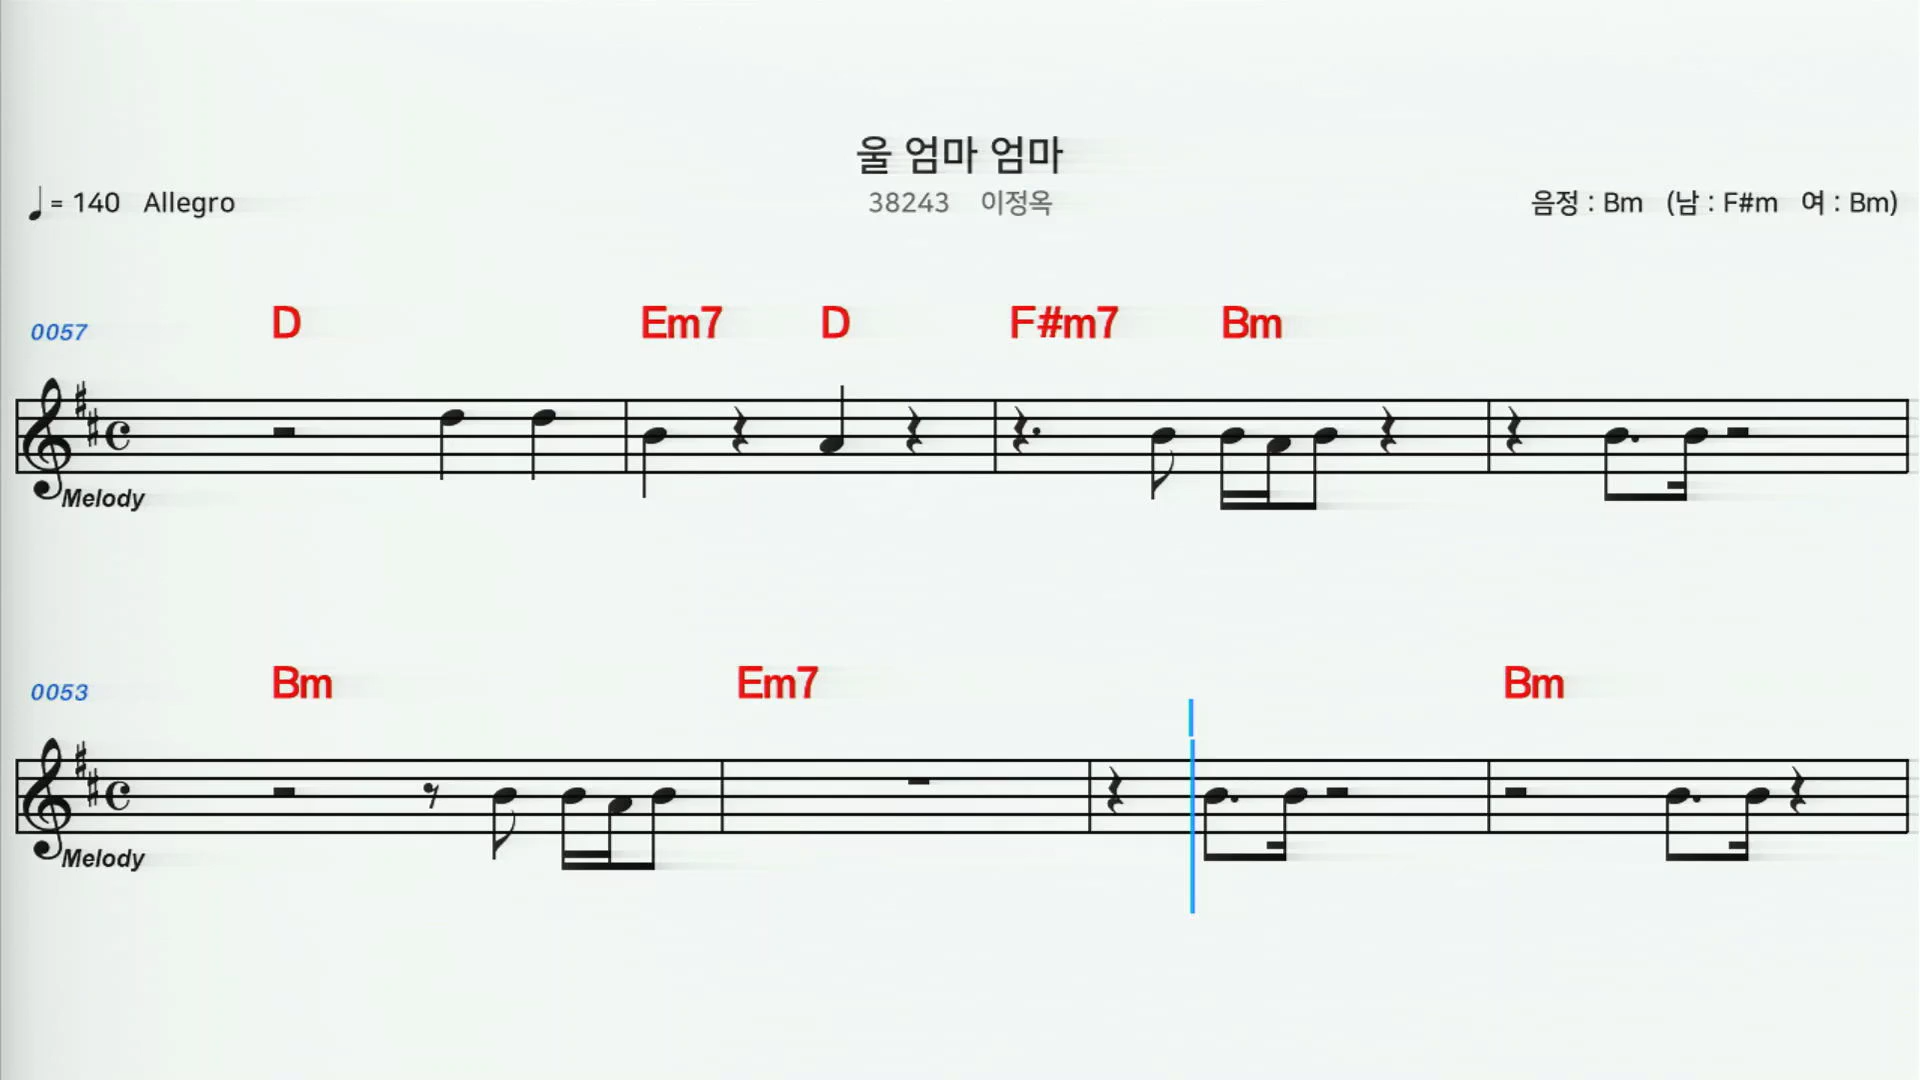 울 엄마 엄마
♩ = 140 Allegro
38243 이정옥
음정 : Bm (남 : F#m 여 : Bm)
0057 D Em7 D F#m7 Bm
Melody
0053 Bm Em7 Bm
Melody